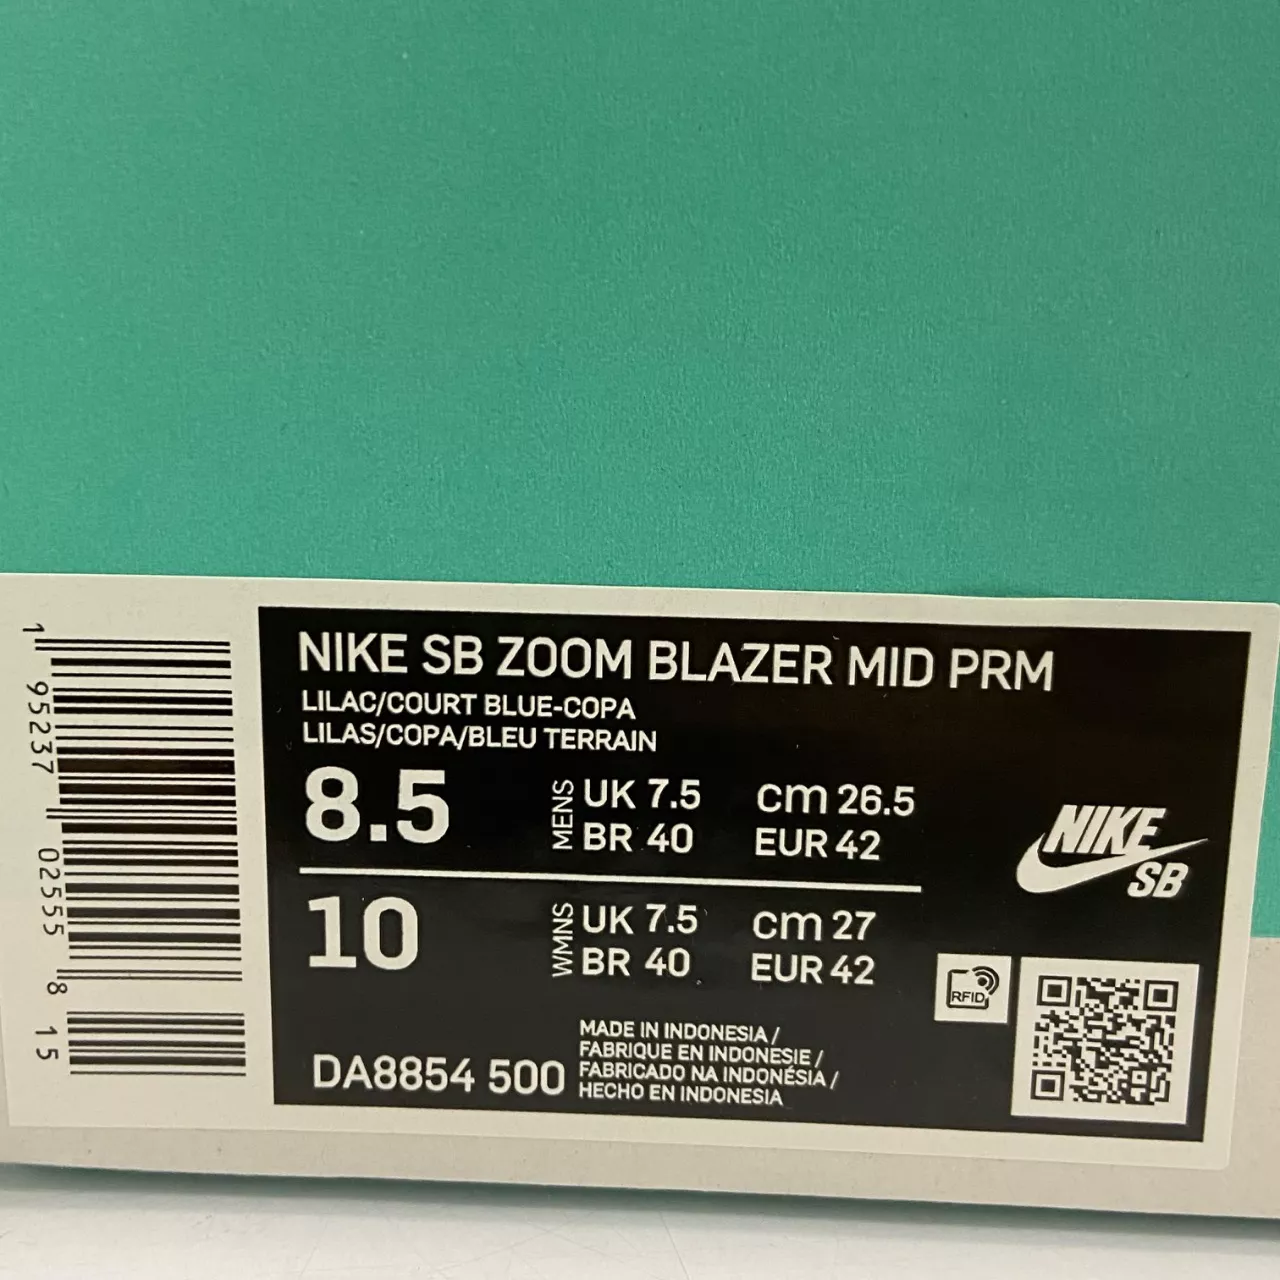 NIKE SB ZOOM BLAZER MID PRM
LILAC/COURT BLUE-COPA
LILAS/COPA/BLEU TERRAIN
8.5 MENS UK 7.5 cm 26.5
BR 40 EUR 42
10 WMNS UK 7.5 cm 27
BR 40 EUR 42
DA8854 500
MADE IN INDONESIA /
FABRIQUE EN INDONESIE /
FABRICADO NA INDONÉSIA /
HECHO EN INDONESIA
NIKE
SB
RFID
1 95237 02555 8 15